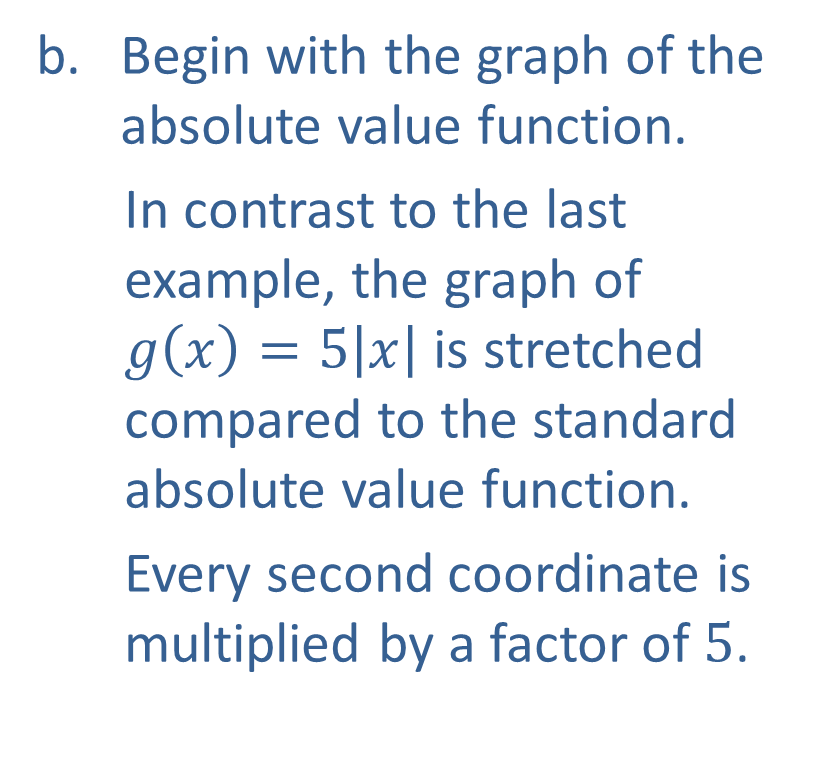 b. Begin with the graph of the
absolute value function.
In contrast to the last
example, the graph of
g(x) = 5|x| is stretched
compared to the standard
absolute value function.
Every second coordinate is
multiplied by a factor of 5.